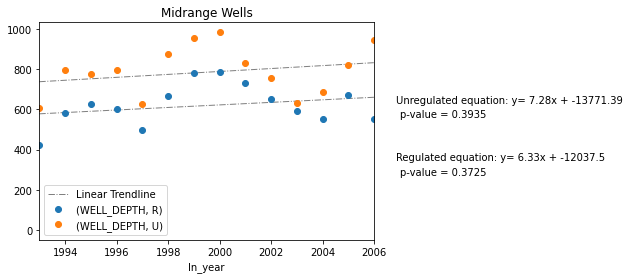 Midrange Wells
1000
800
600
400
200
0
Linear Trendline
(WELL_DEPTH, R)
(WELL_DEPTH, U)
1994
1996
1998
2000
2002
2004
2006
In_year
Unregulated equation: y= 7.28x + -13771.39
p-value = 0.3935
Regulated equation: y= 6.33x + -12037.5
p-value = 0.3725